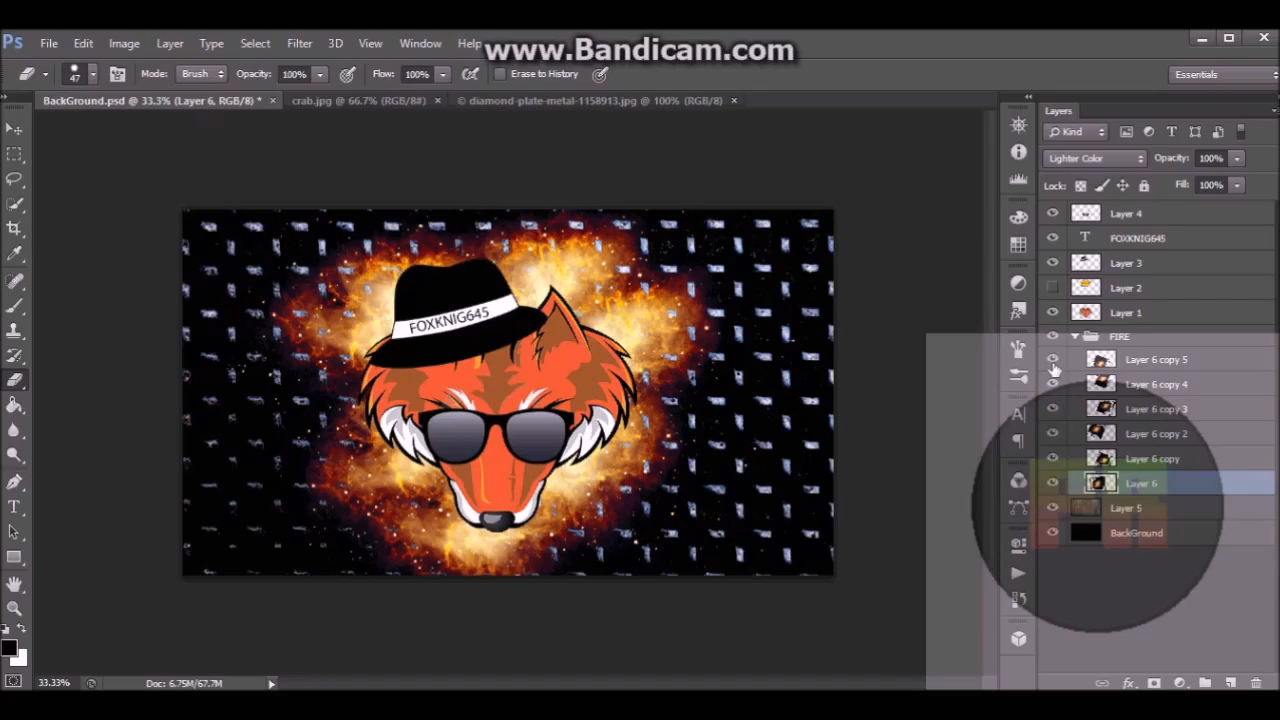 www.Bandicam.com
Ps File Edit Image Layer Type Select Filter 3D View Window Help
47 Mode: Brush Opacity: 100% Flow: 100% Erase to History Essentials
BackGround.psd @ 33.3% (Layer 6, RGB/8) * × crab.jpg @ 66.7% (RGB/8#) × © diamond-plate-metal-1158913.jpg @ 100% (RGB/8) ×
Layers
Kind
Lighter Color Opacity: 100%
Lock: Fill: 100%
Layer 4
FOXKNIG645
Layer 3
Layer 2
Layer 1
FIRE
Layer 6 copy 5
Layer 6 copy 4
Layer 6 copy 3
Layer 6 copy 2
Layer 6 copy
Layer 6
Layer 5
BackGround
FOXKNIG645
33.33% Doc: 6.75M/67.7M